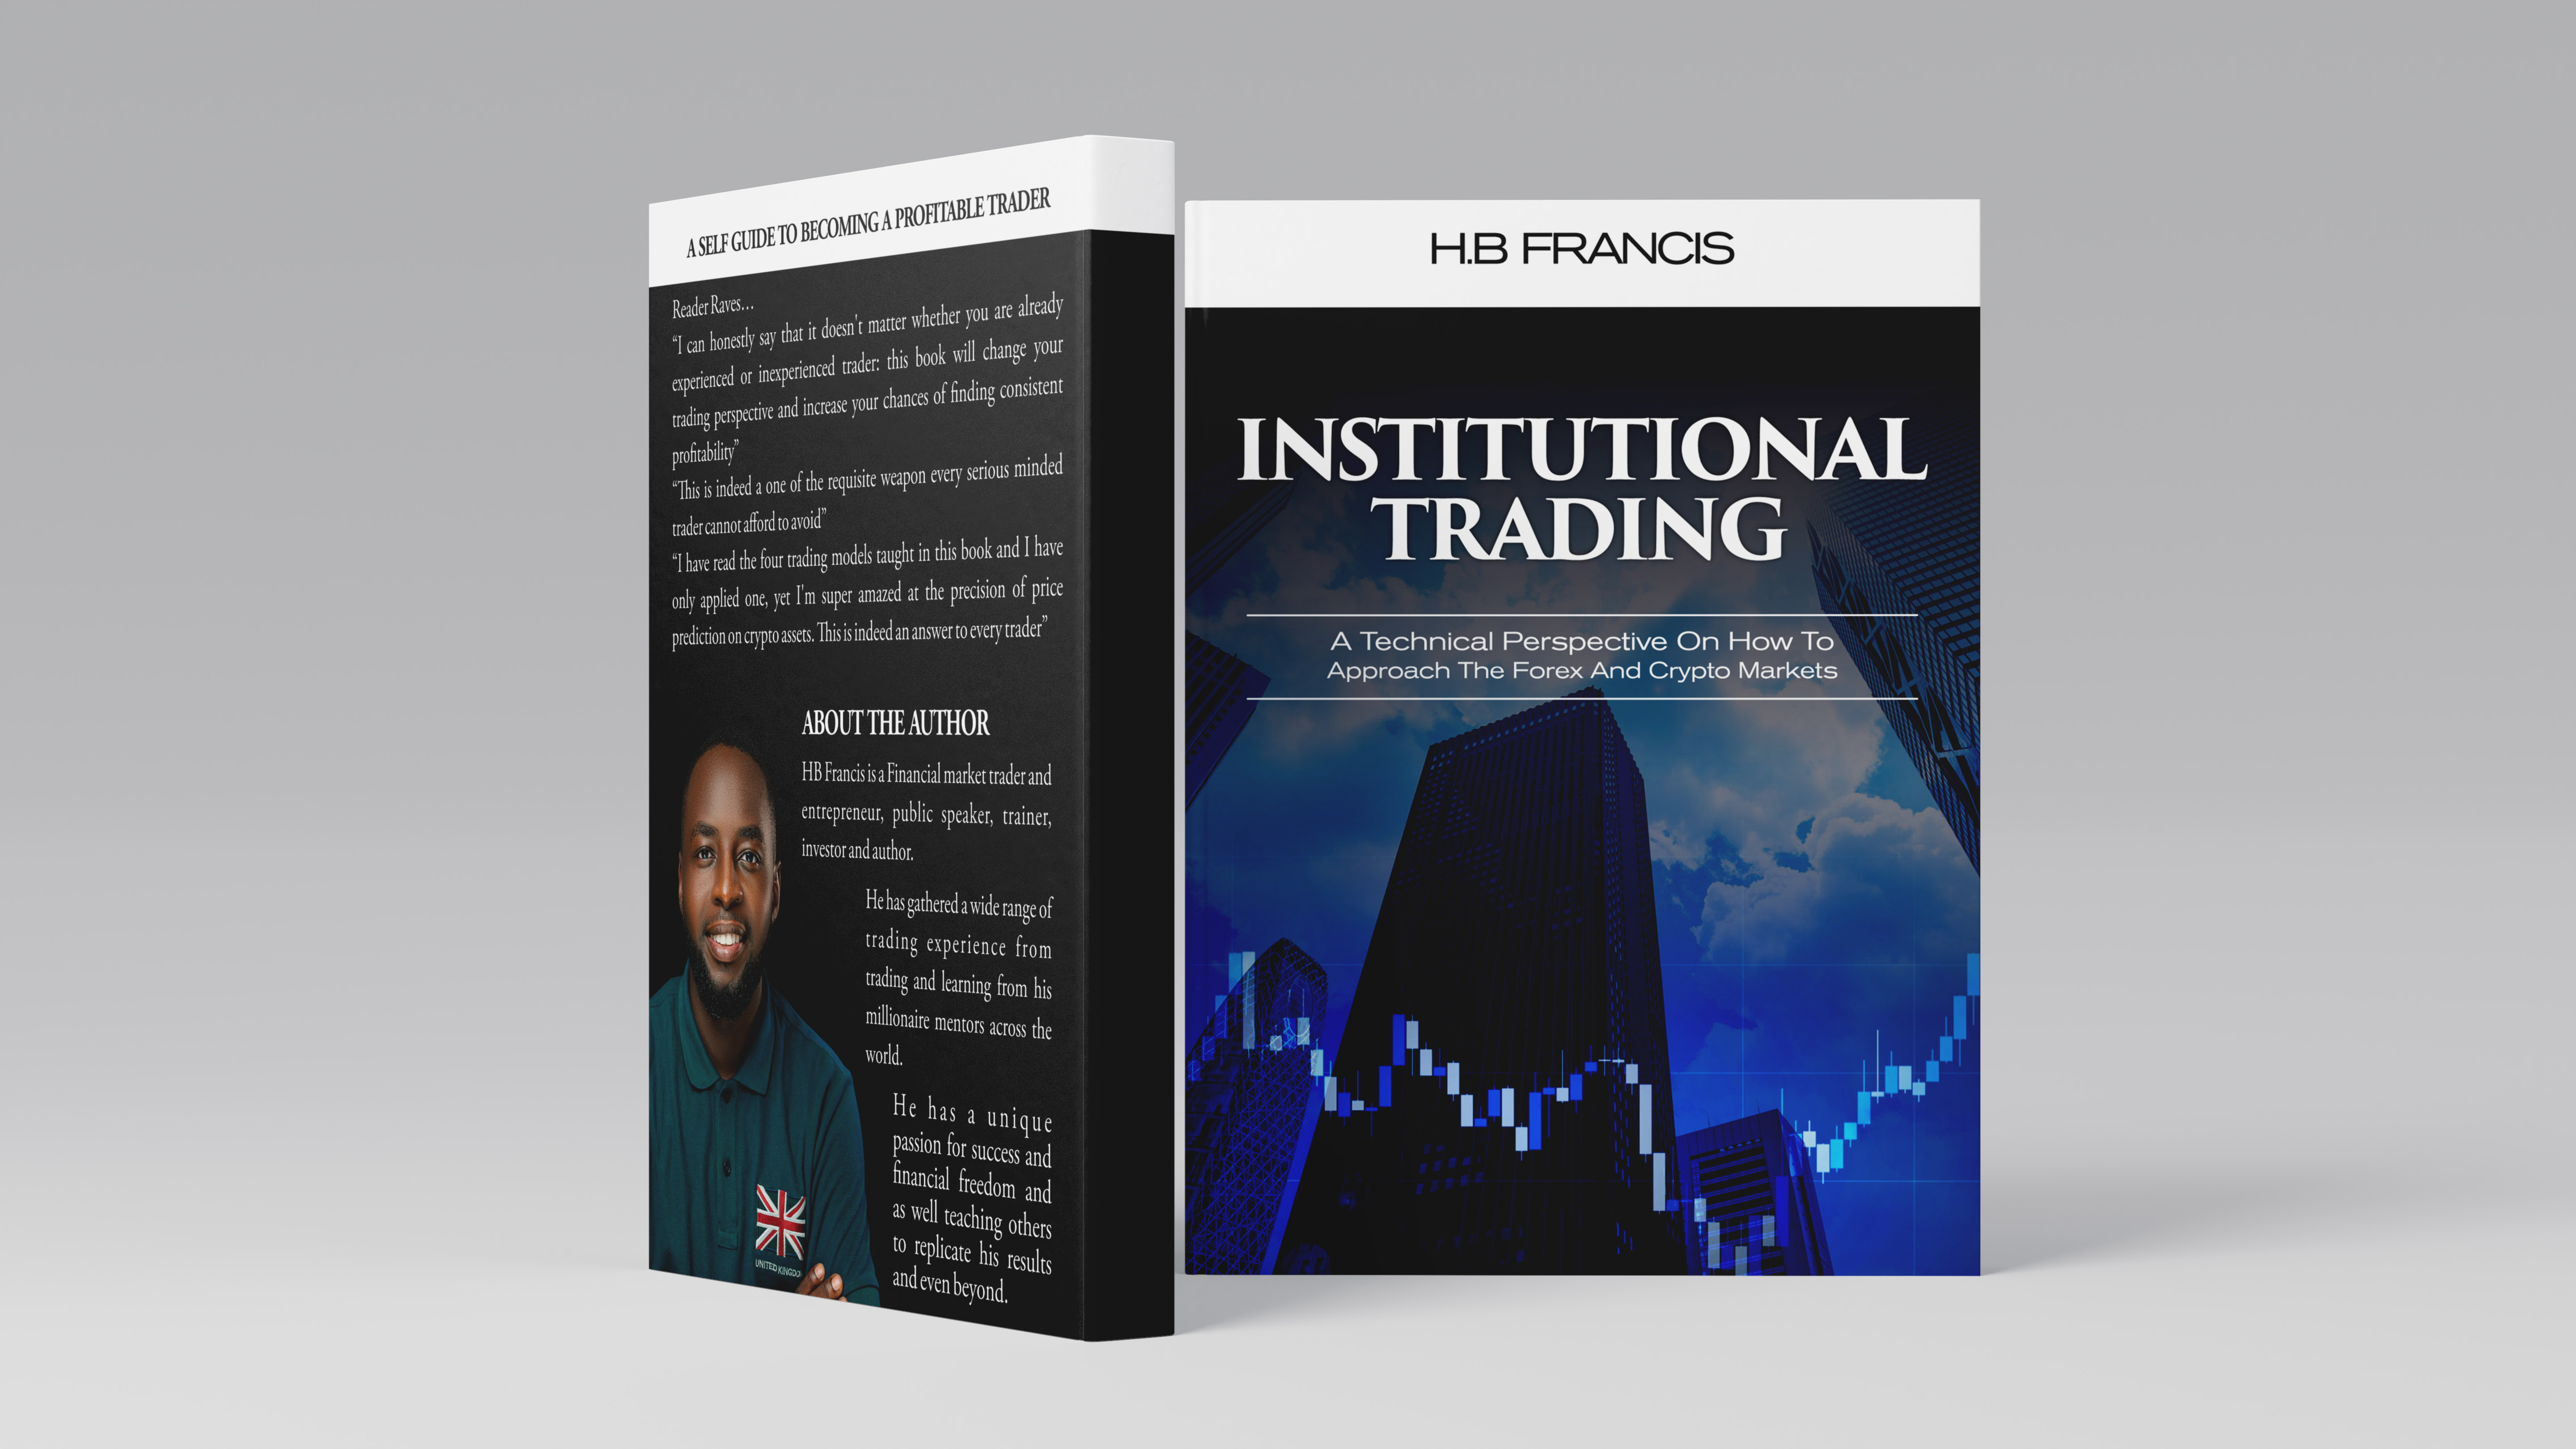 A SELF GUIDE TO BECOMING A PROFITABLE TRADER
Reader Raves...
“I can honestly say that it doesn't matter whether you are already
experienced or inexperienced trader: this book will change your
trading perspective and increase your chances of finding consistent
profitability”
“This is indeed a one of the requisite weapon every serious minded
trader cannot afford to avoid”
“I have read the four trading models taught in this book and I have
only applied one, yet I'm super amazed at the precision of price
prediction on crypto assets. This is indeed an answer to every trader”
ABOUT THE AUTHOR
HB Francis is a Financial market trader and
entrepreneur, public speaker, trainer,
investor and author.
He has gathered a wide range of
trading experience from
trading and learning from his
millionaire mentors across the
world.
He has a unique
passion for success and
financial freedom and
as well teaching others
to replicate his results
and even beyond.
UNITED KINGDO
H.B FRANCIS
INSTITUTIONAL
TRADING
A Technical Perspective On How To
Approach The Forex And Crypto Markets